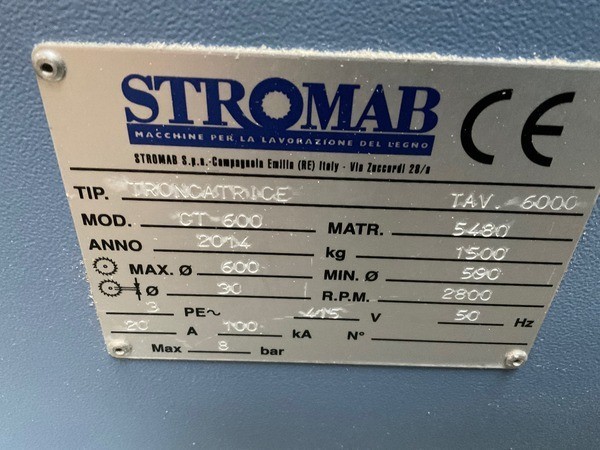 STROMAB
MACCHINE PER LA LAVORAZIONE DEL LEGNO
CE
STROMAB S.p.a.-Campagnola Emilia (RE) Italy - Via Zuccardi 28/a
TIP. TRONCATRICE TAV. 6000
MOD. CT 600 MATR. 5480
ANNO 2014 kg 1500
MAX. Ø 600 MIN. Ø 590
Ø 30 R.P.M. 2800
3 PE~ 415 V 50 Hz
20 A 100 kA N°
Max 8 bar